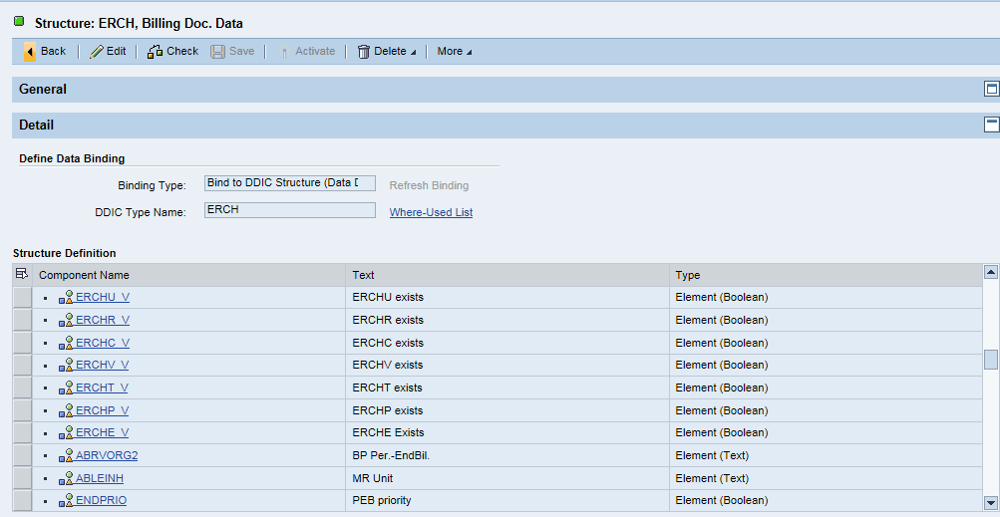 Structure: ERCH, Billing Doc. Data
Back Edit Check Save Activate Delete More
General
Detail
Define Data Binding
Binding Type: Bind to DDIC Structure (Data D Refresh Binding
DDIC Type Name: ERCH Where-Used List
Structure Definition
Component Name Text Type
ERCHU_V ERCHU exists Element (Boolean)
ERCHR_V ERCHR exists Element (Boolean)
ERCHC_V ERCHC exists Element (Boolean)
ERCHV_V ERCHV exists Element (Boolean)
ERCHT_V ERCHT exists Element (Boolean)
ERCHP_V ERCHP exists Element (Boolean)
ERCHE_V ERCHE Exists Element (Boolean)
ABRVORG2 BP Per.-EndBil. Element (Text)
ABLEINH MR Unit Element (Text)
ENDPRIO PEB priority Element (Boolean)